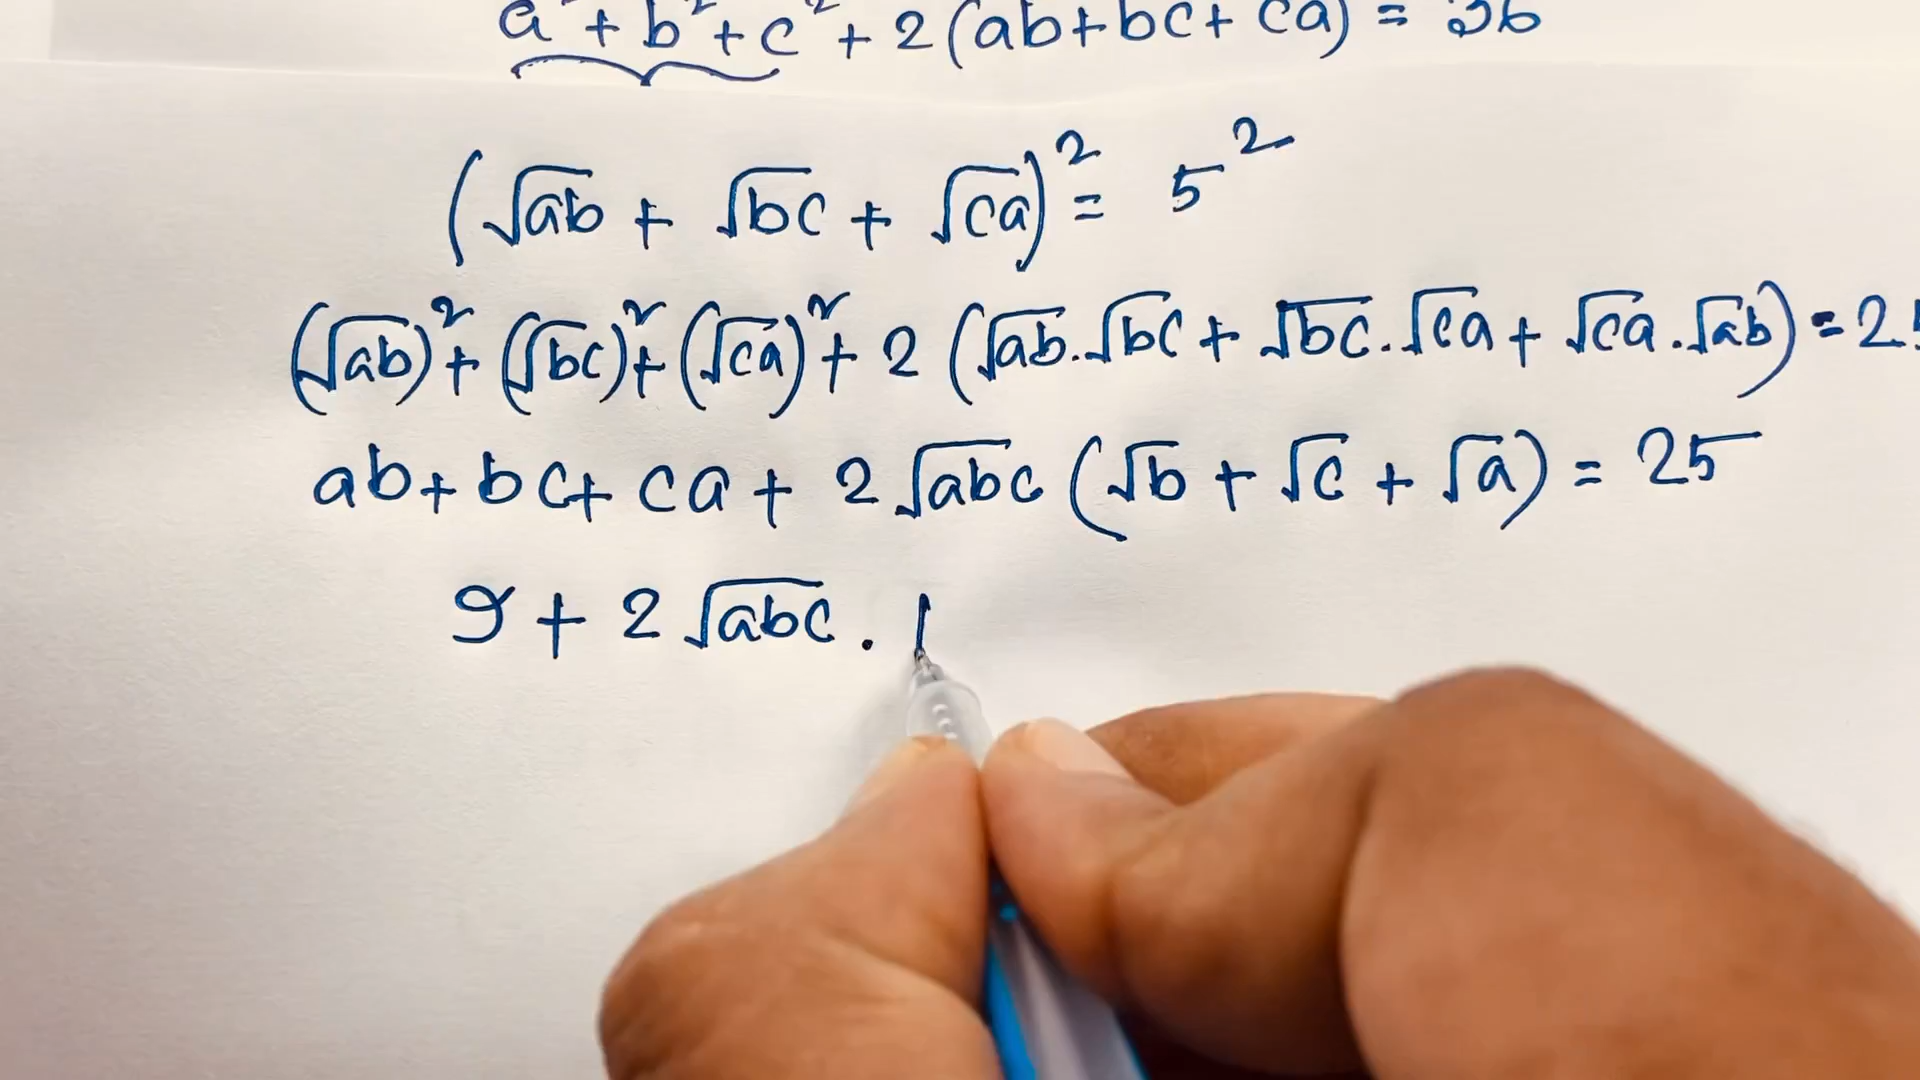 a² + b² + c² + 2 (ab + bc + ca) = 36
(√ab + √bc + √ca)² = 5²
(√ab)² + (√bc)² + (√ca)² + 2 (√ab . √bc + √bc . √ca + √ca . √ab) = 25
ab + bc + ca + 2 √abc (√b + √c + √a) = 25
9 + 2 √abc .